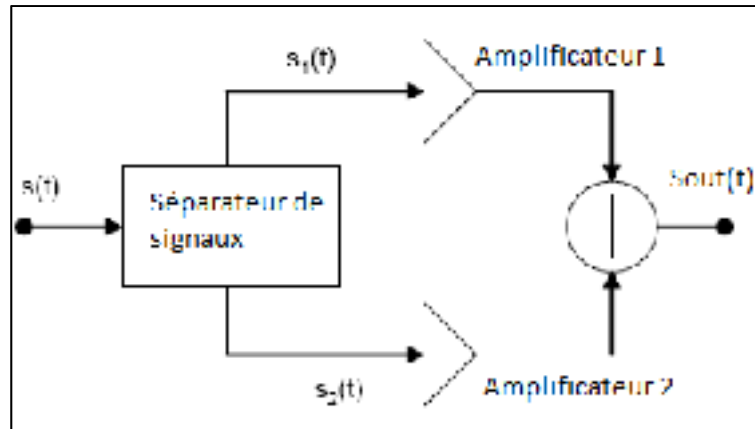 s₁(t)
Amplificateur 1
s(t)
Séparateur de
signaux
Sout(t)
s₂(t)
Amplificateur 2